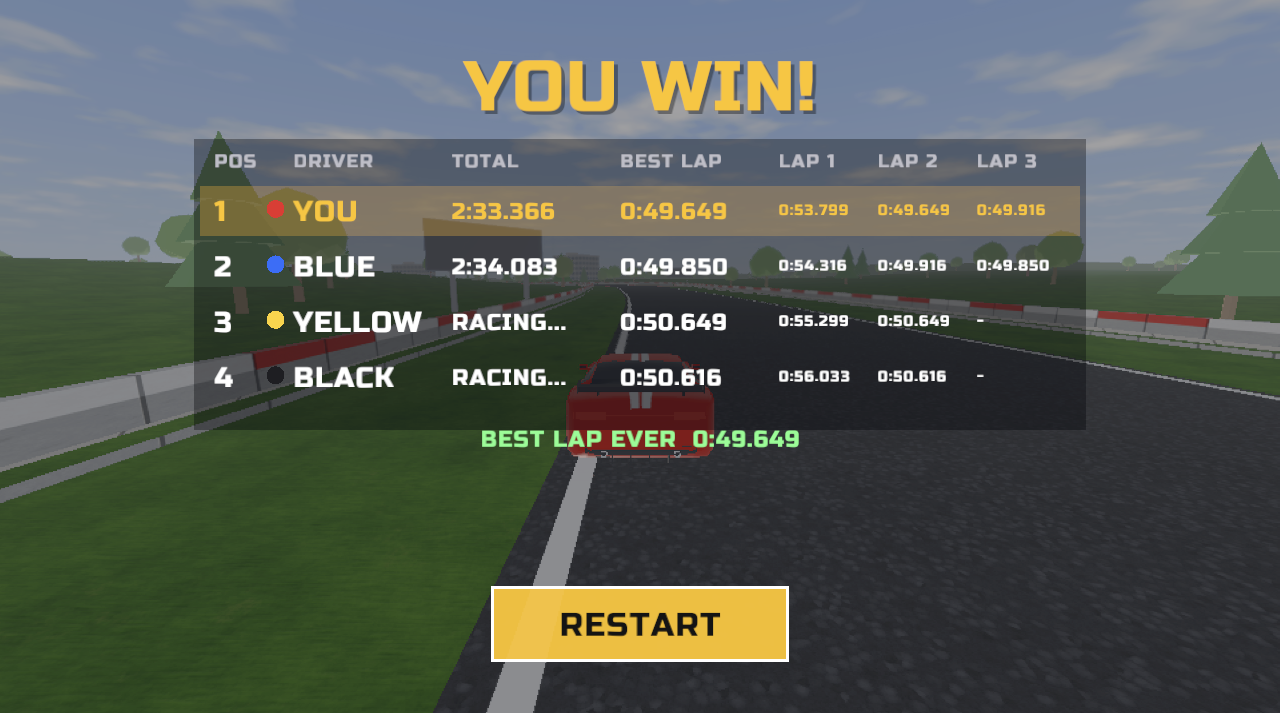 YOU WIN!
POS DRIVER TOTAL BEST LAP LAP 1 LAP 2 LAP 3
1 YOU 2:33.366 0:49.649 0:53.799 0:49.649 0:49.916
2 BLUE 2:34.083 0:49.850 0:54.316 0:49.916 0:49.850
3 YELLOW RACING... 0:50.649 0:55.299 0:50.649 -
4 BLACK RACING... 0:50.616 0:56.033 0:50.616 -
BEST LAP EVER 0:49.649
RESTART